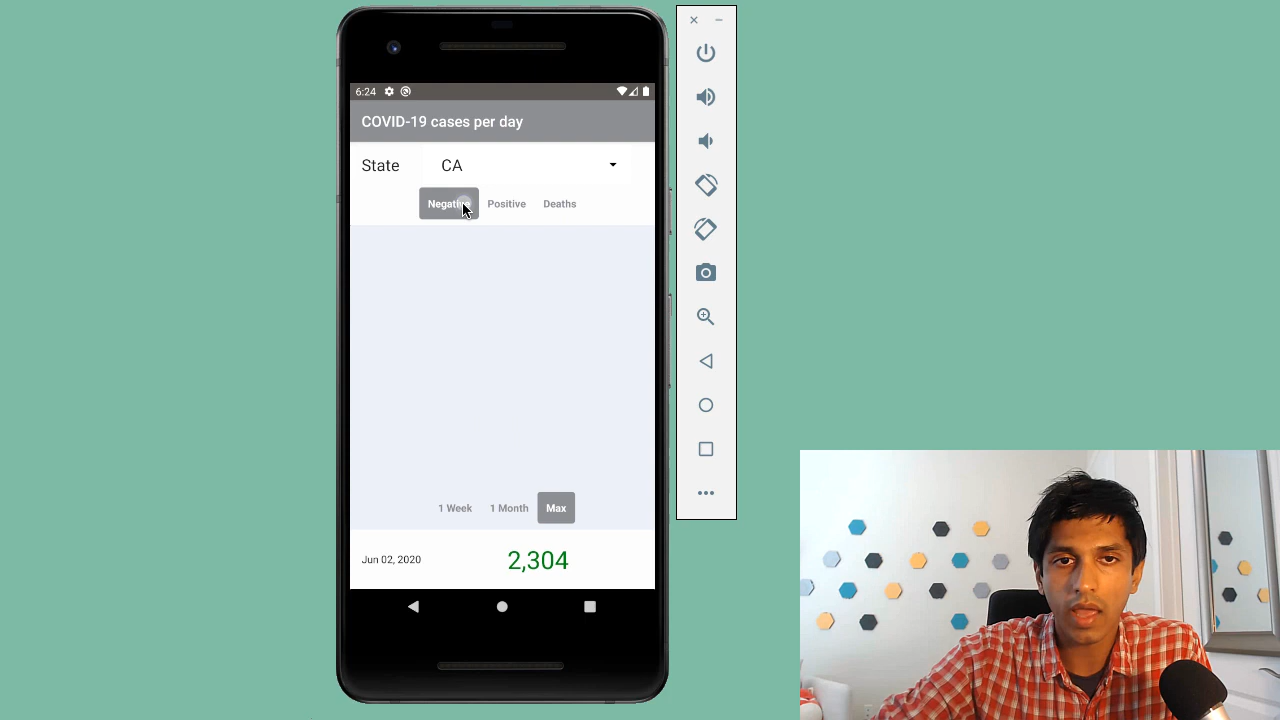 6:24
COVID-19 cases per day
State CA
Negative Positive Deaths
1 Week 1 Month Max
Jun 02, 2020 2,304